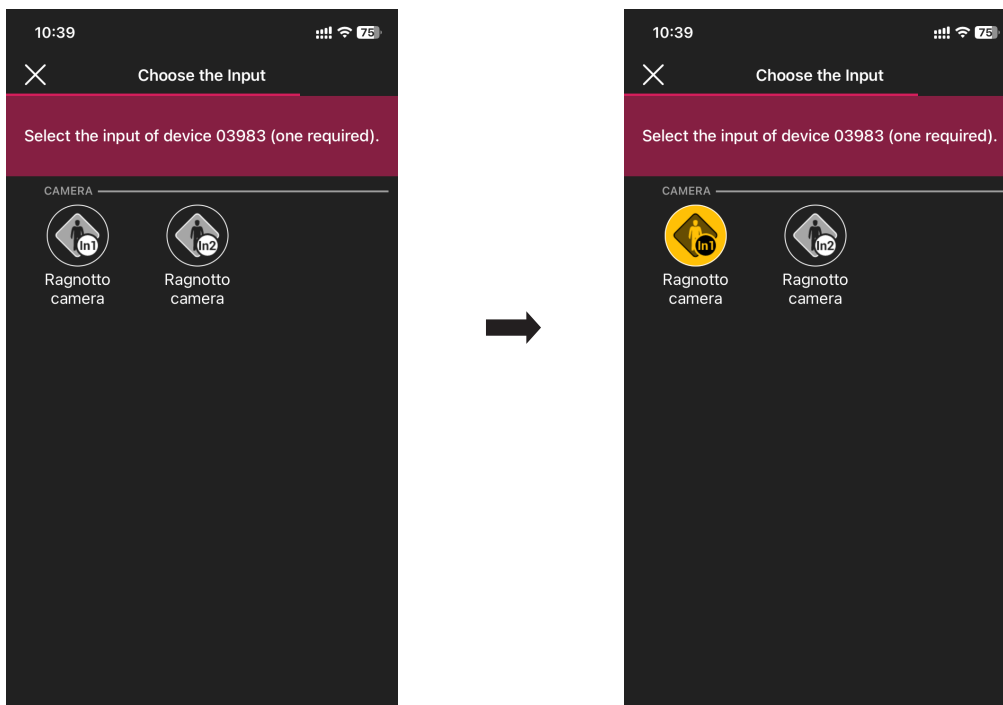 10:39
75
Choose the Input
Select the input of device 03983 (one required).
CAMERA
In1
In2
Ragnotto
camera
Ragnotto
camera
10:39
75
Choose the Input
Select the input of device 03983 (one required).
CAMERA
In1
In2
Ragnotto
camera
Ragnotto
camera